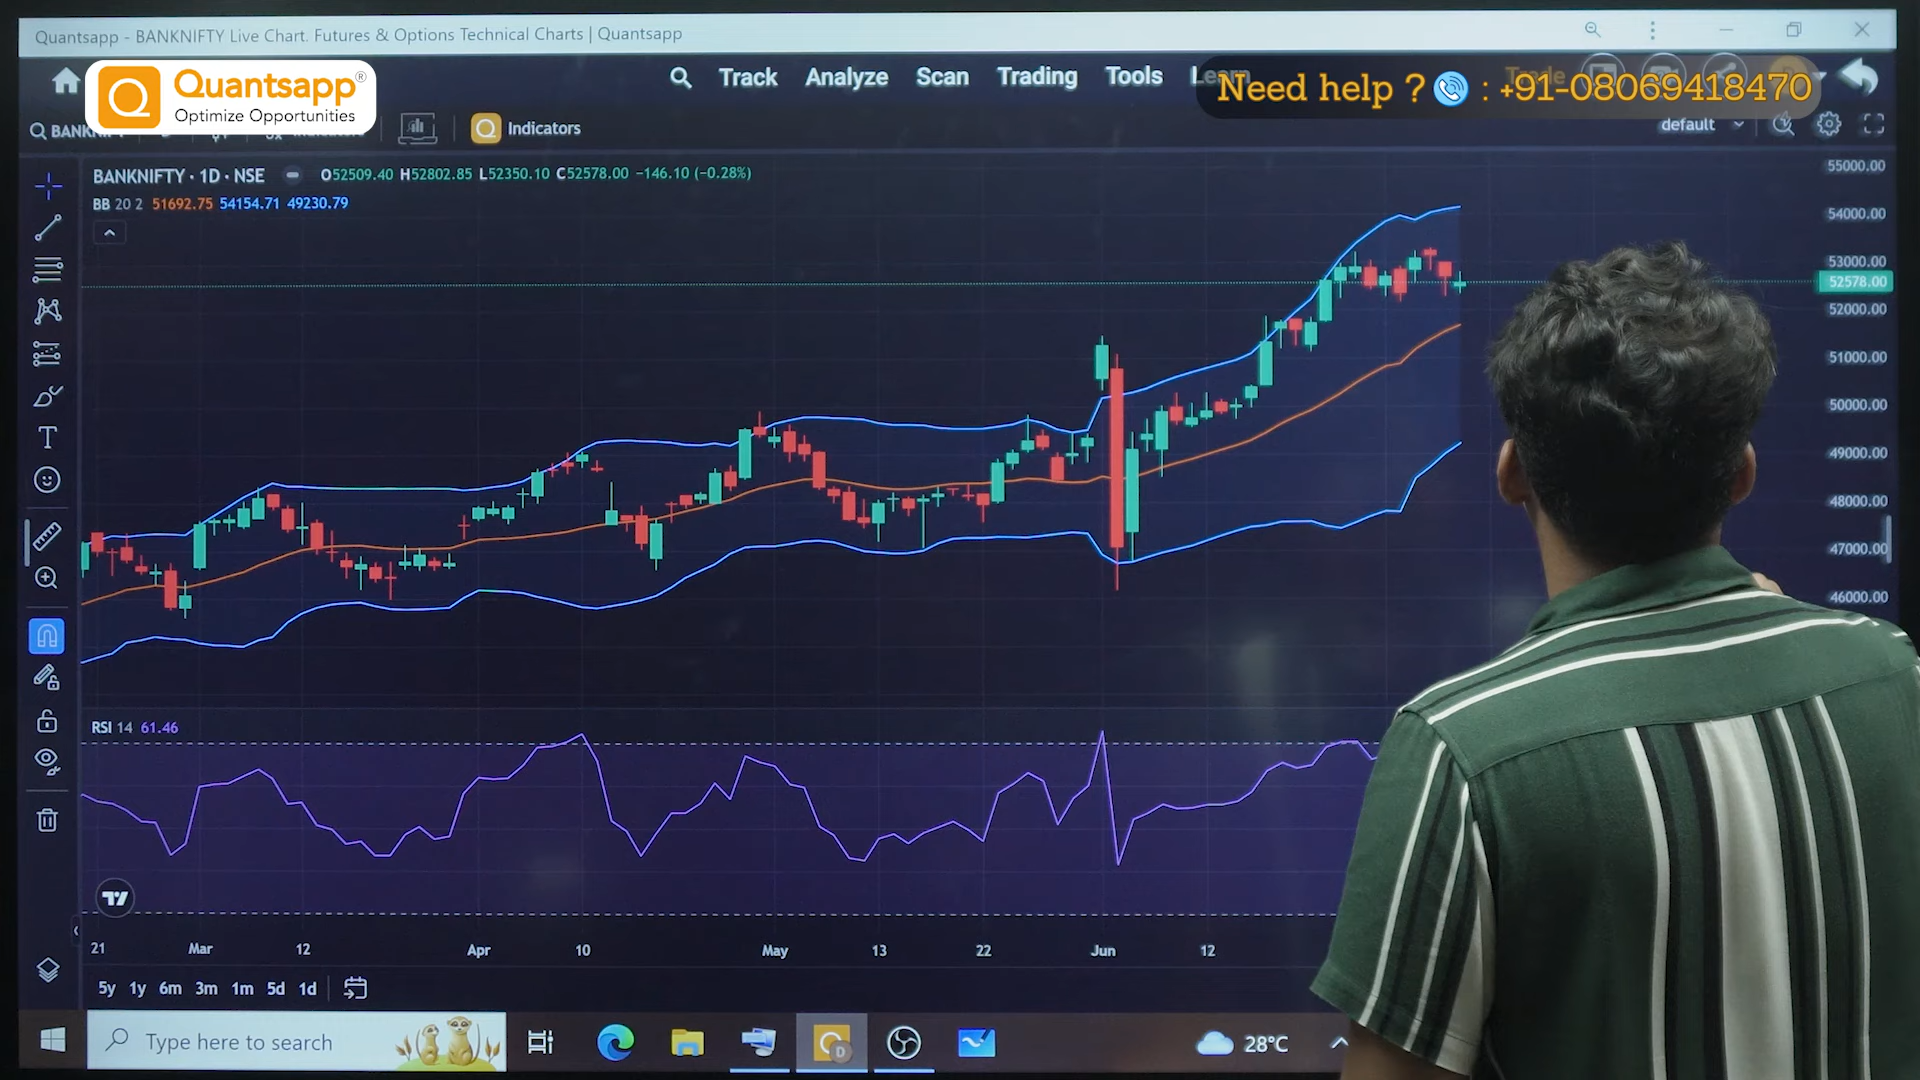 Quantsapp - BANKNIFTY Live Chart. Futures & Options Technical Charts | Quantsapp
Quantsapp®
Optimize Opportunities
Track Analyze Scan Trading Tools Learn Trade
Need help ? : +91-08069418470
Indicators
default
BANKNIFTY · 1D · NSE O52509.40 H52802.85 L52350.10 C52578.00 −146.10 (−0.28%)
BB 20 2 51692.75 54154.71 49230.79
55000.00
54000.00
53000.00
52578.00
52000.00
51000.00
50000.00
49000.00
48000.00
47000.00
46000.00
RSI 14 61.46
21 Mar 12 Apr 10 May 13 22 Jun 12
5y 1y 6m 3m 1m 5d 1d
Type here to search
28°C